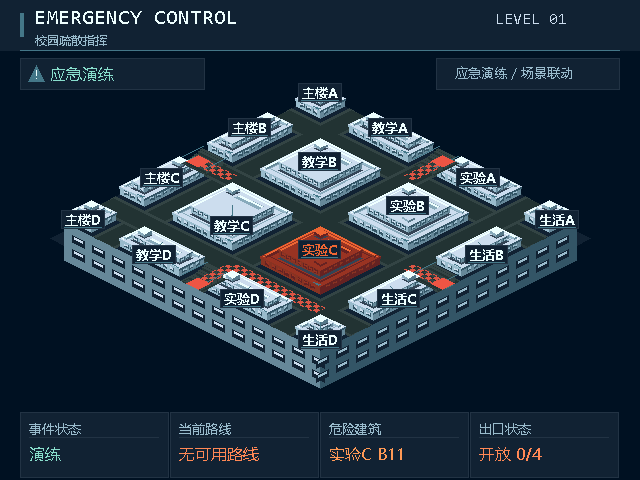 EMERGENCY CONTROL
LEVEL 01
校园疏散指挥
应急演练
应急演练 / 场景联动
主楼A
主楼B
教学A
教学B
主楼C
实验A
实验B
主楼D
教学C
生活A
实验C
教学D
生活B
实验D
生活C
生活D
事件状态
演练
当前路线
无可用路线
危险建筑
实验C B11
出口状态
开放 0/4